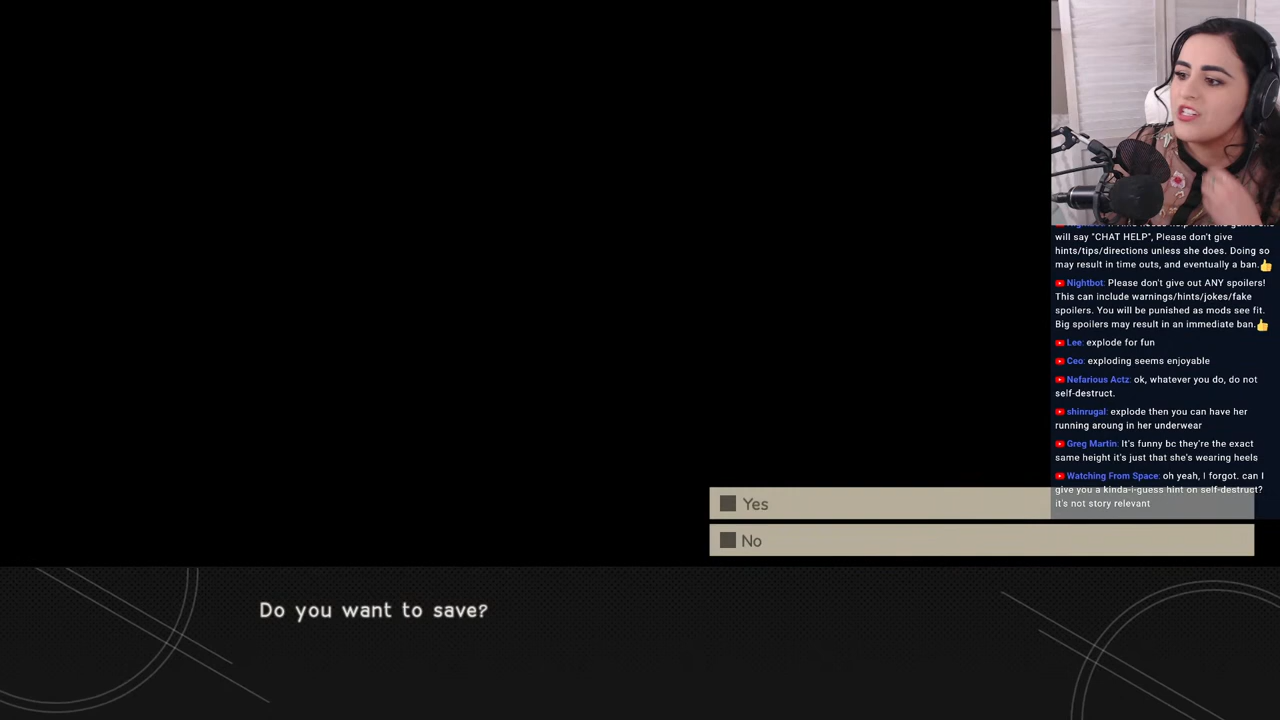 will say "CHAT HELP", Please don't give
hints/tips/directions unless she does. Doing so
may result in time outs, and eventually a ban.👍
Nightbot: Please don't give out ANY spoilers!
This can include warnings/hints/jokes/fake
spoilers. You will be punished as mods see fit.
Big spoilers may result in an immediate ban.👍
Lee: explode for fun
Ceo: exploding seems enjoyable
Nefarious Actz: ok, whatever you do, do not
self-destruct.
shinrugal: explode then you can have her
running aroung in her underwear
Greg Martin: It's funny bc they're the exact
same height it's just that she's wearing heels
Watching From Space: oh yeah, I forgot. can I
give you a kinda-i-guess hint on self-destruct?
it's not story relevant
Yes
No
Do you want to save?